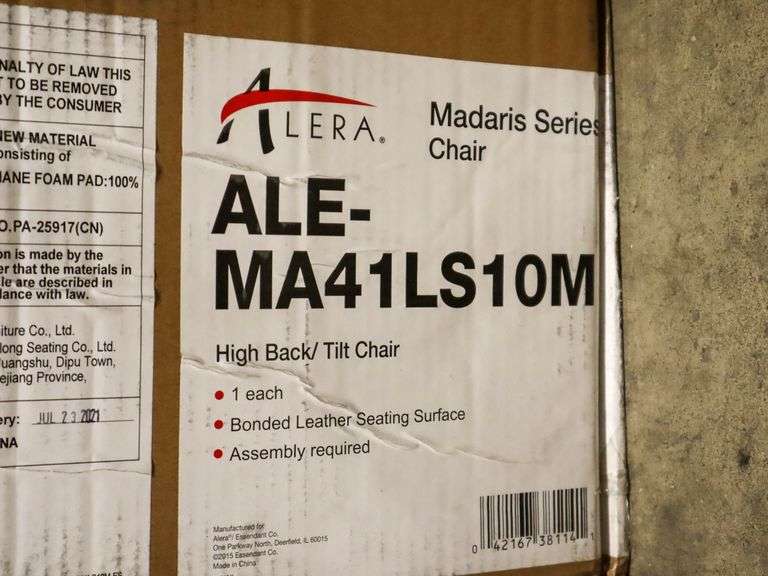 NALTY OF LAW THIS
T TO BE REMOVED
BY THE CONSUMER
NEW MATERIAL
onsisting of
HANE FOAM PAD:100%
O.PA-25917(CN)
on is made by the
er that the materials in
le are described in
dance with law.
iture Co., Ltd.
long Seating Co., Ltd.
uangshu, Dipu Town,
ejiang Province,
ery: JUL 23 2021
NA
ALERA®
Madaris Series
Chair
ALE-
MA41LS10M
High Back/ Tilt Chair
• 1 each
• Bonded Leather Seating Surface
• Assembly required
Manufactured for
Alera®/ Essendant Co.
One Parkway North, Deerfield, IL 60015
©2015 Essendant Co.
Made in China
0 42167 38114 1